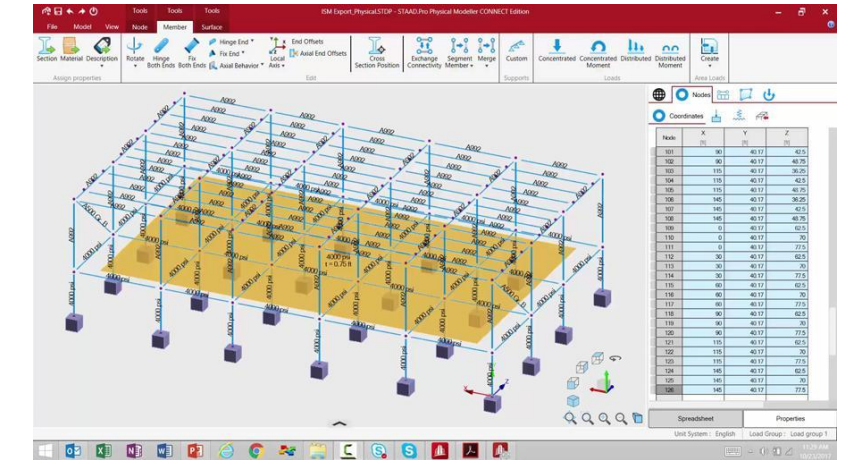 Tools Tools Tools ISM Export_Physical.STDP - STAAD.Pro Physical Modeller CONNECT Edition
File Model View Node Member Surface
Section Material Description
Assign properties
Rotate Hinge Both Ends Fix Both Ends
Hinge End
Fix End
Axial Behavior
Local Axis
End Offsets
Axial End Offsets
Cross Section Position
Edit
Exchange Connectivity Segment Member Merge
Custom
Supports
Concentrated Concentrated Moment Distributed Distributed Moment
Loads
Create
Area Loads
Nodes
Coordinates
Node X Y Z
[ft] [ft] [ft]
101 90 40.17 42.5
102 90 40.17 48.75
103 115 40.17 36.25
104 115 40.17 42.5
105 115 40.17 48.75
106 145 40.17 36.25
107 145 40.17 42.5
108 145 40.17 48.75
109 0 40.17 62.5
110 0 40.17 70
111 0 40.17 77.5
112 30 40.17 62.5
113 30 40.17 70
114 30 40.17 77.5
115 60 40.17 62.5
116 60 40.17 70
117 60 40.17 77.5
118 90 40.17 62.5
119 90 40.17 70
120 90 40.17 77.5
121 115 40.17 62.5
122 115 40.17 70
123 115 40.17 77.5
124 145 40.17 62.5
125 145 40.17 70
126 145 40.17 77.5
A992
4000 psi
4000 psi
t = 0.75 ft
Spreadsheet Properties
Unit System : English Load Group : Load group 1
11:29 AM
10/23/2017